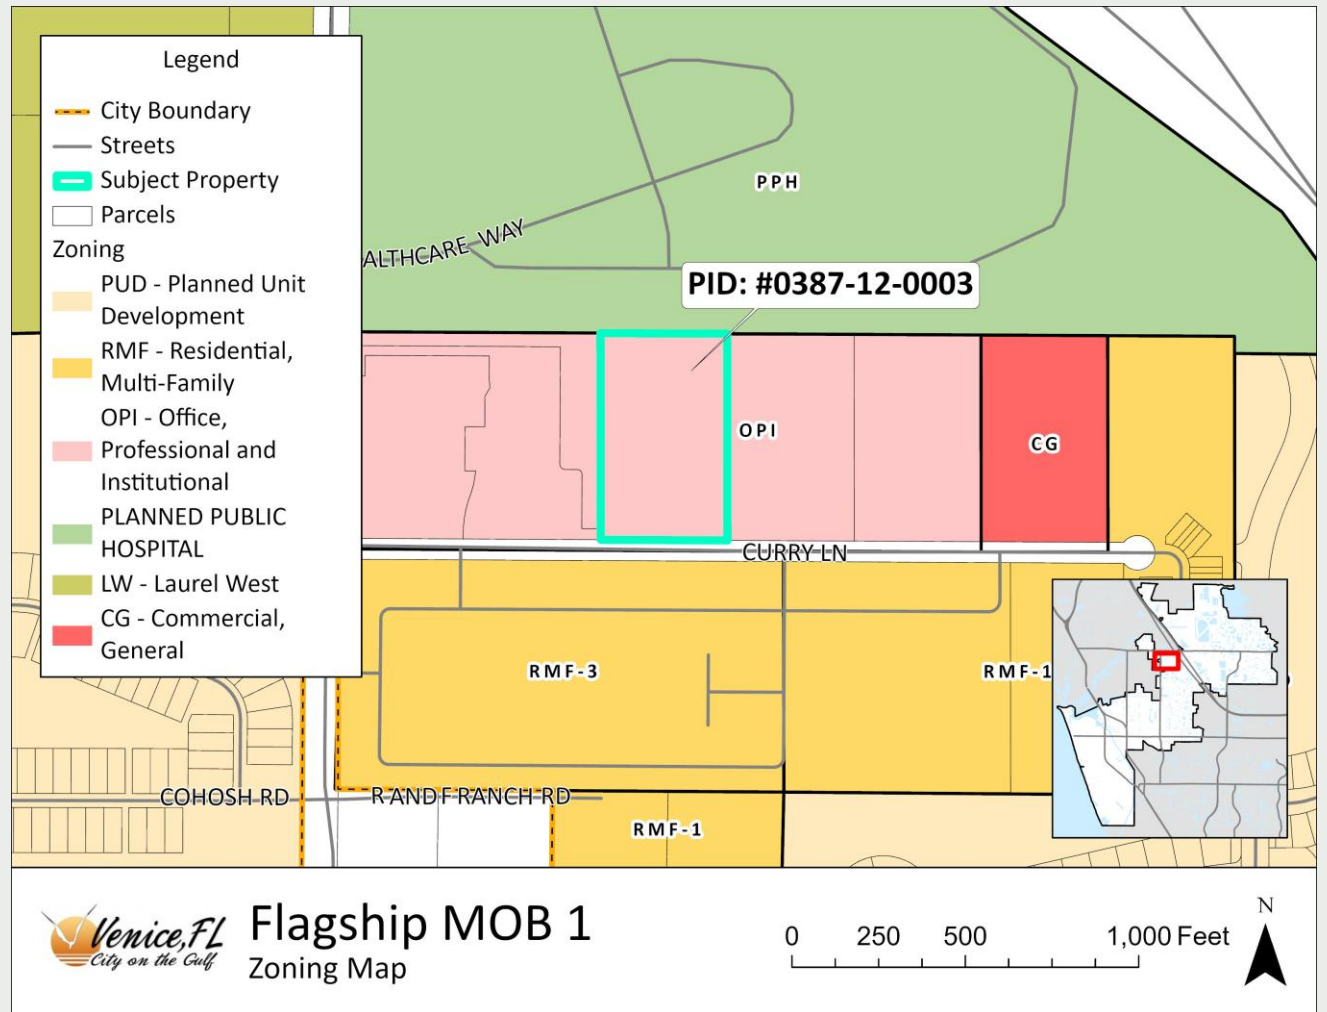 Legend
City Boundary
Streets
Subject Property
Parcels
Zoning
PUD - Planned Unit
Development
RMF - Residential,
Multi-Family
OPI - Office,
Professional and
Institutional
PLANNED PUBLIC
HOSPITAL
LW - Laurel West
CG - Commercial,
General
PPH
ALTHCARE WAY
PID: #0387-12-0003
OPI
CG
CURRY LN
RMF-3
RMF-1
COHOSH RD
R AND F RANCH RD
RMF-1
Venice, FL
City on the Gulf
Flagship MOB 1
Zoning Map
0 250 500 1,000 Feet
N